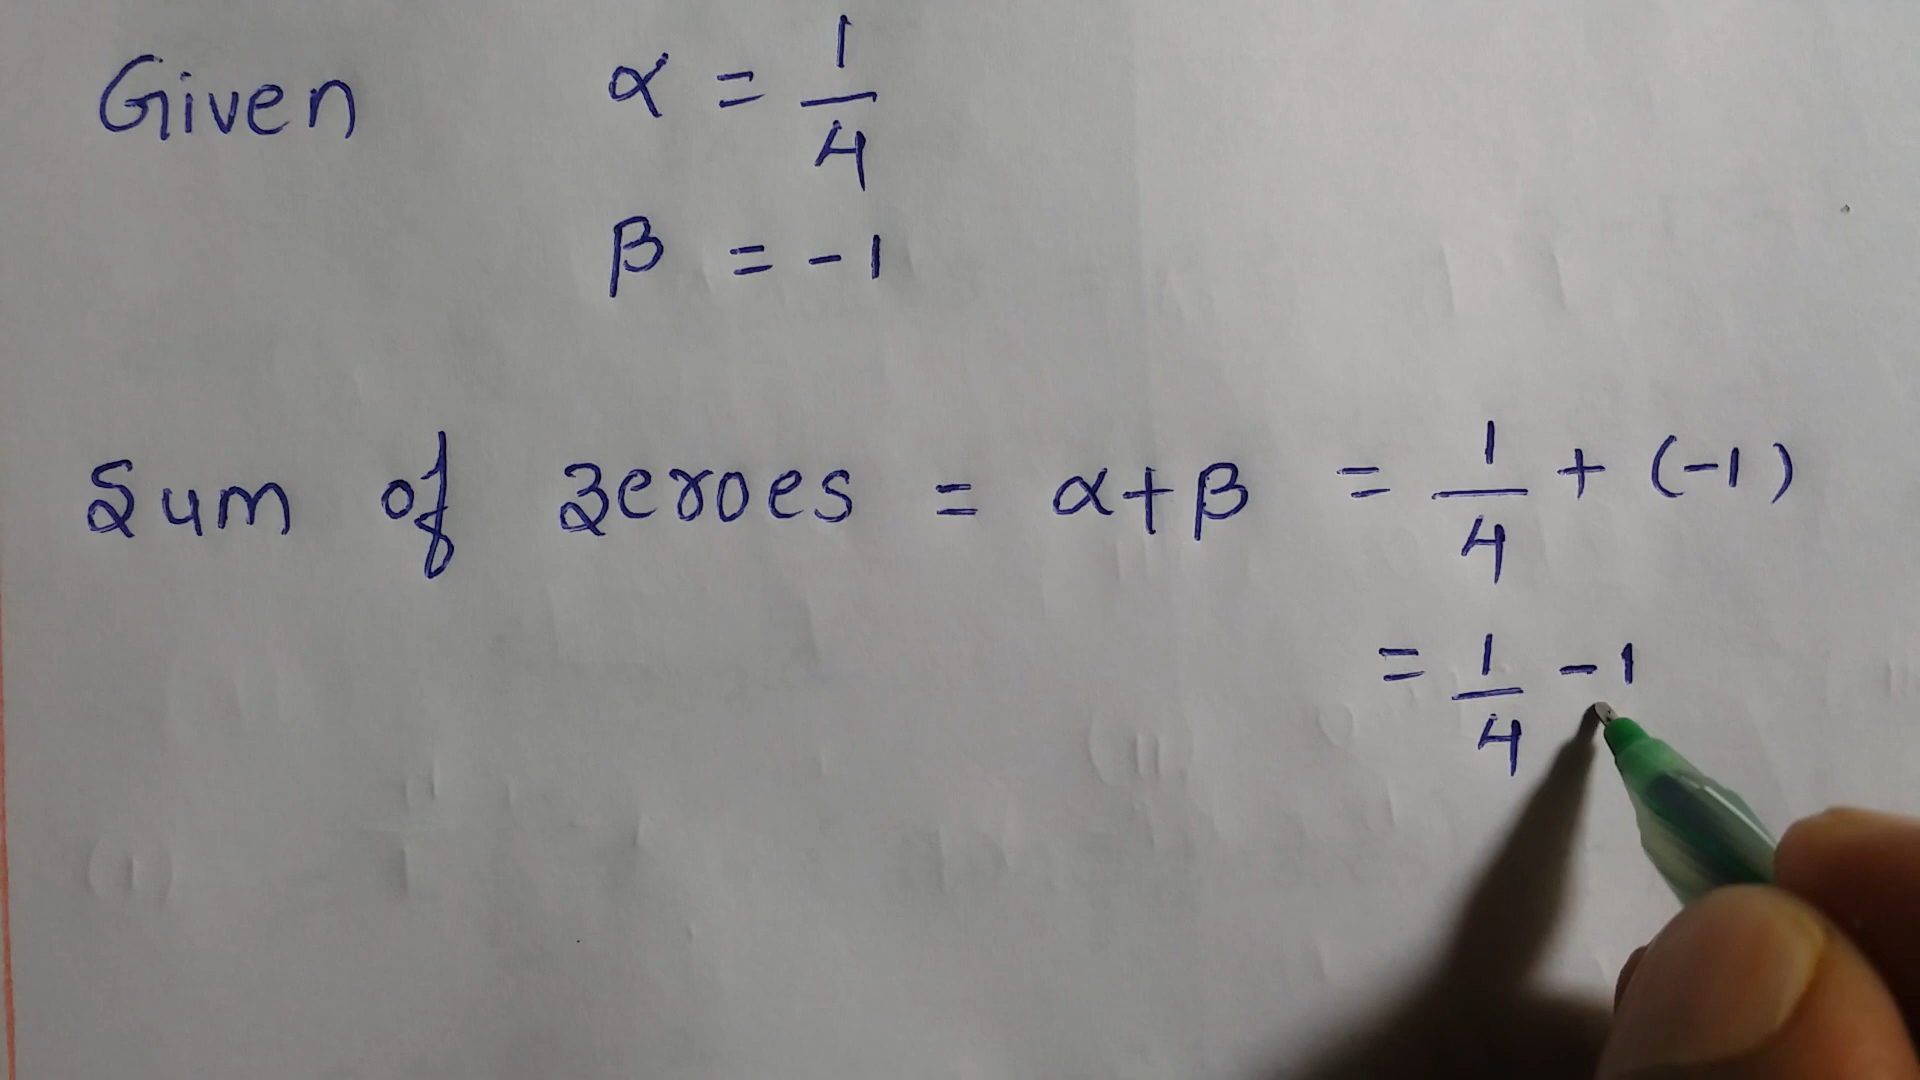 Given α = 1/4
β = -1
Sum of zeroes = α+β = 1/4 + (-1)
= 1/4 - 1